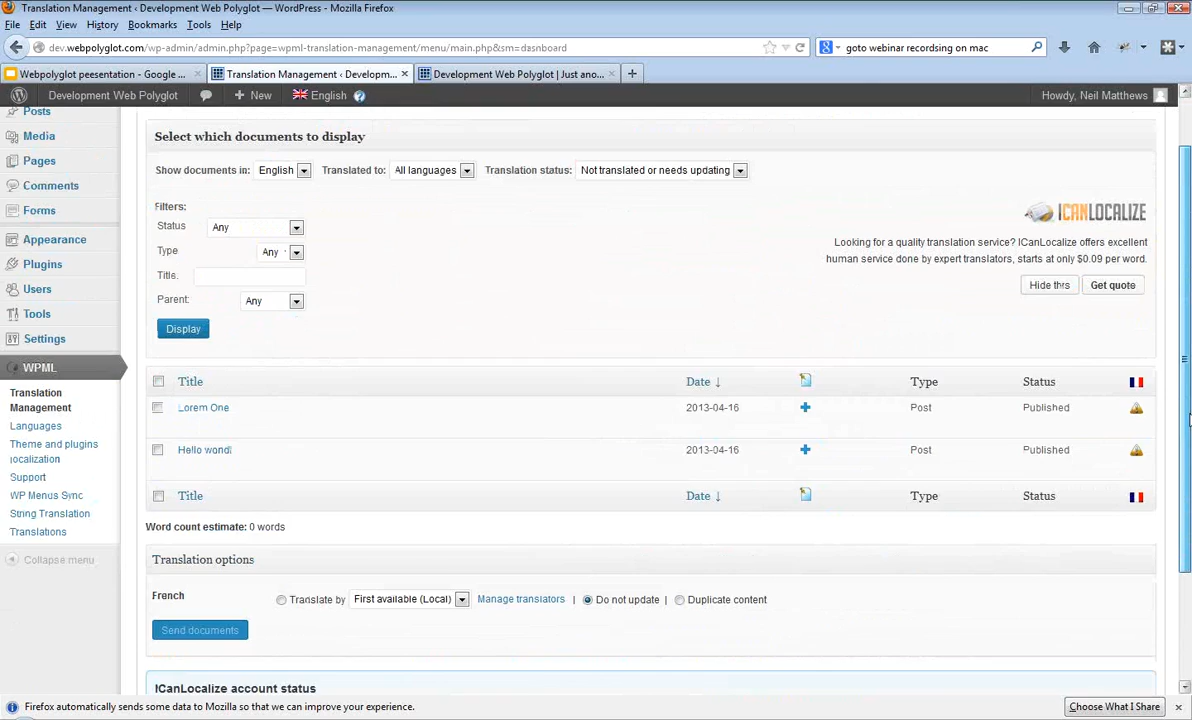 Translation Management ‹ Development Web Polyglot — WordPress - Mozilla Firefox
File Edit View History Bookmarks Tools Help
dev.webpolyglot.com/wp-admin/admin.php?page=wpml-translation-management/menu/main.php&sm=dasnboard
goto webinar recordsing on mac
Webpolyglot peesentation - Google ... Translation Management ‹ Developm... Development Web Polyglot | Just ano...
Development Web Polyglot + New English Howdy, Neil Matthews
Posts
Media
Pages
Comments
Forms
Appearance
Plugins
Users
Tools
Settings
WPML
Translation
Management
Languages
Theme and plugins
localization
Support
WP Menus Sync
String Translation
Translations
Collapse menu
Select which documents to display
Show documents in: English Translated to: All languages Translation status: Not translated or needs updating
Filters:
Status Any
Type Any
Title.
Parent: Any
Display
ICANLOCALIZE
Looking for a quality translation service? ICanLocalize offers excellent
human service done by expert translators, starts at only $0.09 per word.
Hide this Get quote
Title Date ↓ Type Status
Lorem One 2013-04-16 Post Published
Hello world! 2013-04-16 Post Published
Title Date ↓ Type Status
Word count estimate: 0 words
Translation options
French Translate by First available (Local) Manage translators | Do not update | Duplicate content
Send documents
ICanLocalize account status
Firefox automatically sends some data to Mozilla so that we can improve your experience. Choose What I Share